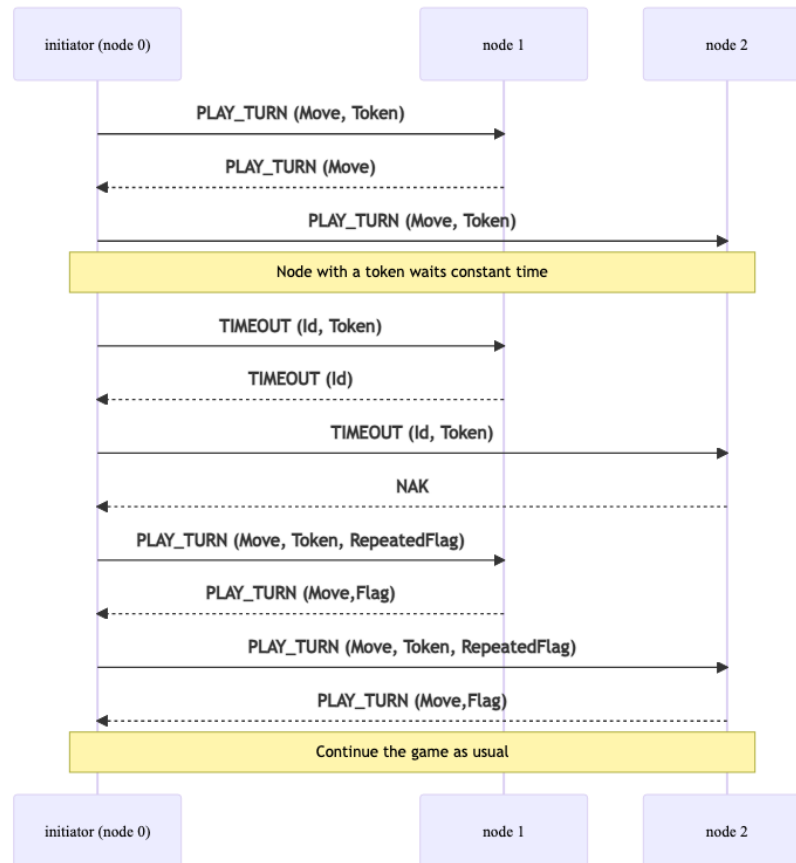 initiator (node 0)
node 1
node 2
PLAY_TURN (Move, Token)
PLAY_TURN (Move)
PLAY_TURN (Move, Token)
Node with a token waits constant time
TIMEOUT (Id, Token)
TIMEOUT (Id)
TIMEOUT (Id, Token)
NAK
PLAY_TURN (Move, Token, RepeatedFlag)
PLAY_TURN (Move,Flag)
PLAY_TURN (Move, Token, RepeatedFlag)
PLAY_TURN (Move,Flag)
Continue the game as usual
initiator (node 0)
node 1
node 2